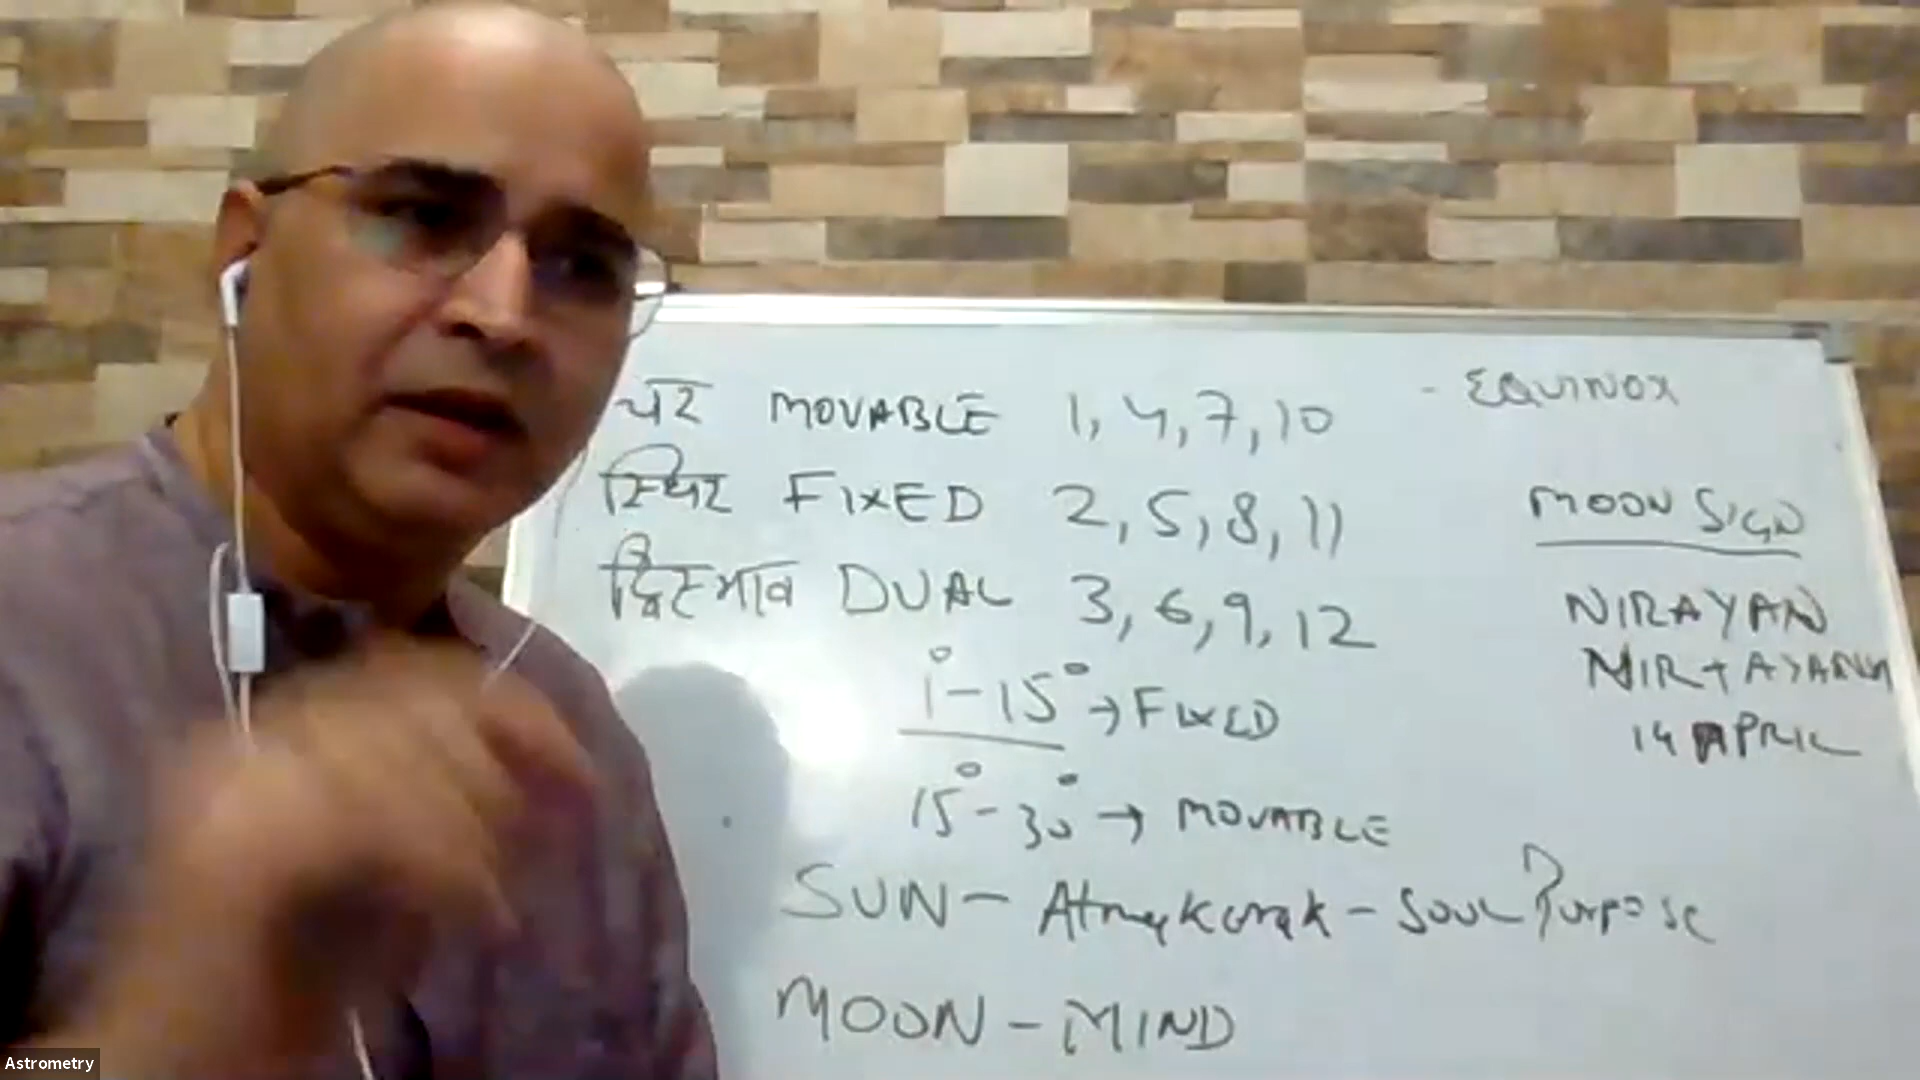 चर MOVABLE 1, 4, 7, 10
स्थिर FIXED 2, 5, 8, 11
द्विस्वभाव DUAL 3, 6, 9, 12
1° - 15° → FIXED
15° - 30° → MOVABLE
SUN - Atmakarak - Soul Purpose
MOON - MIND
- EQUINOX
MOON SIGN
NIRAYAN
NIR + AYANA
14 APRIL
Astrometry